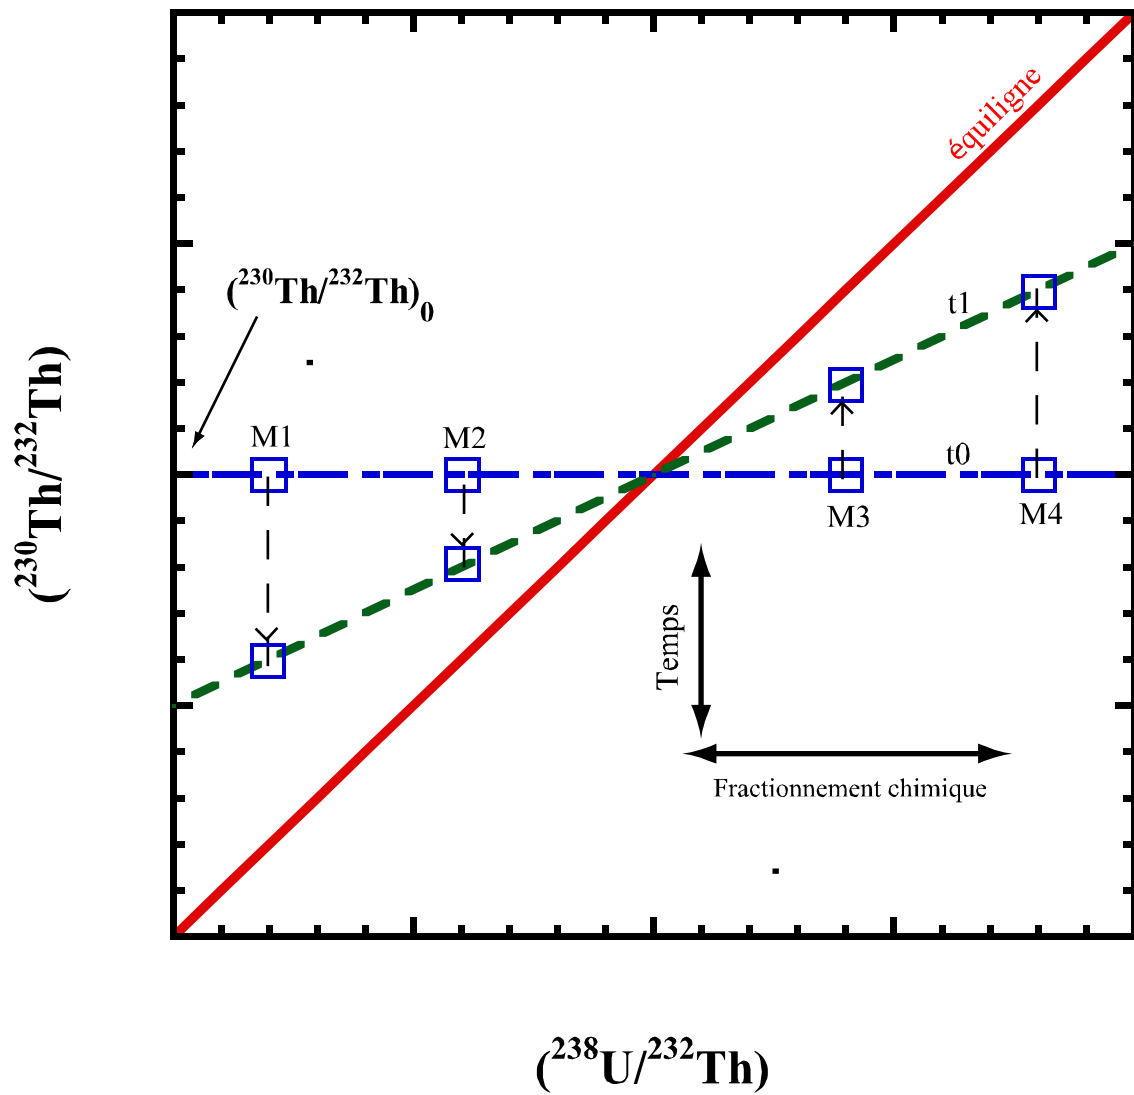 équiligne
(²³⁰Th/²³²Th)₀
t1
M1
M2
t0
M3
M4
(²³⁰Th/²³²Th)
Temps
Fractionnement chimique
(²³⁸U/²³²Th)